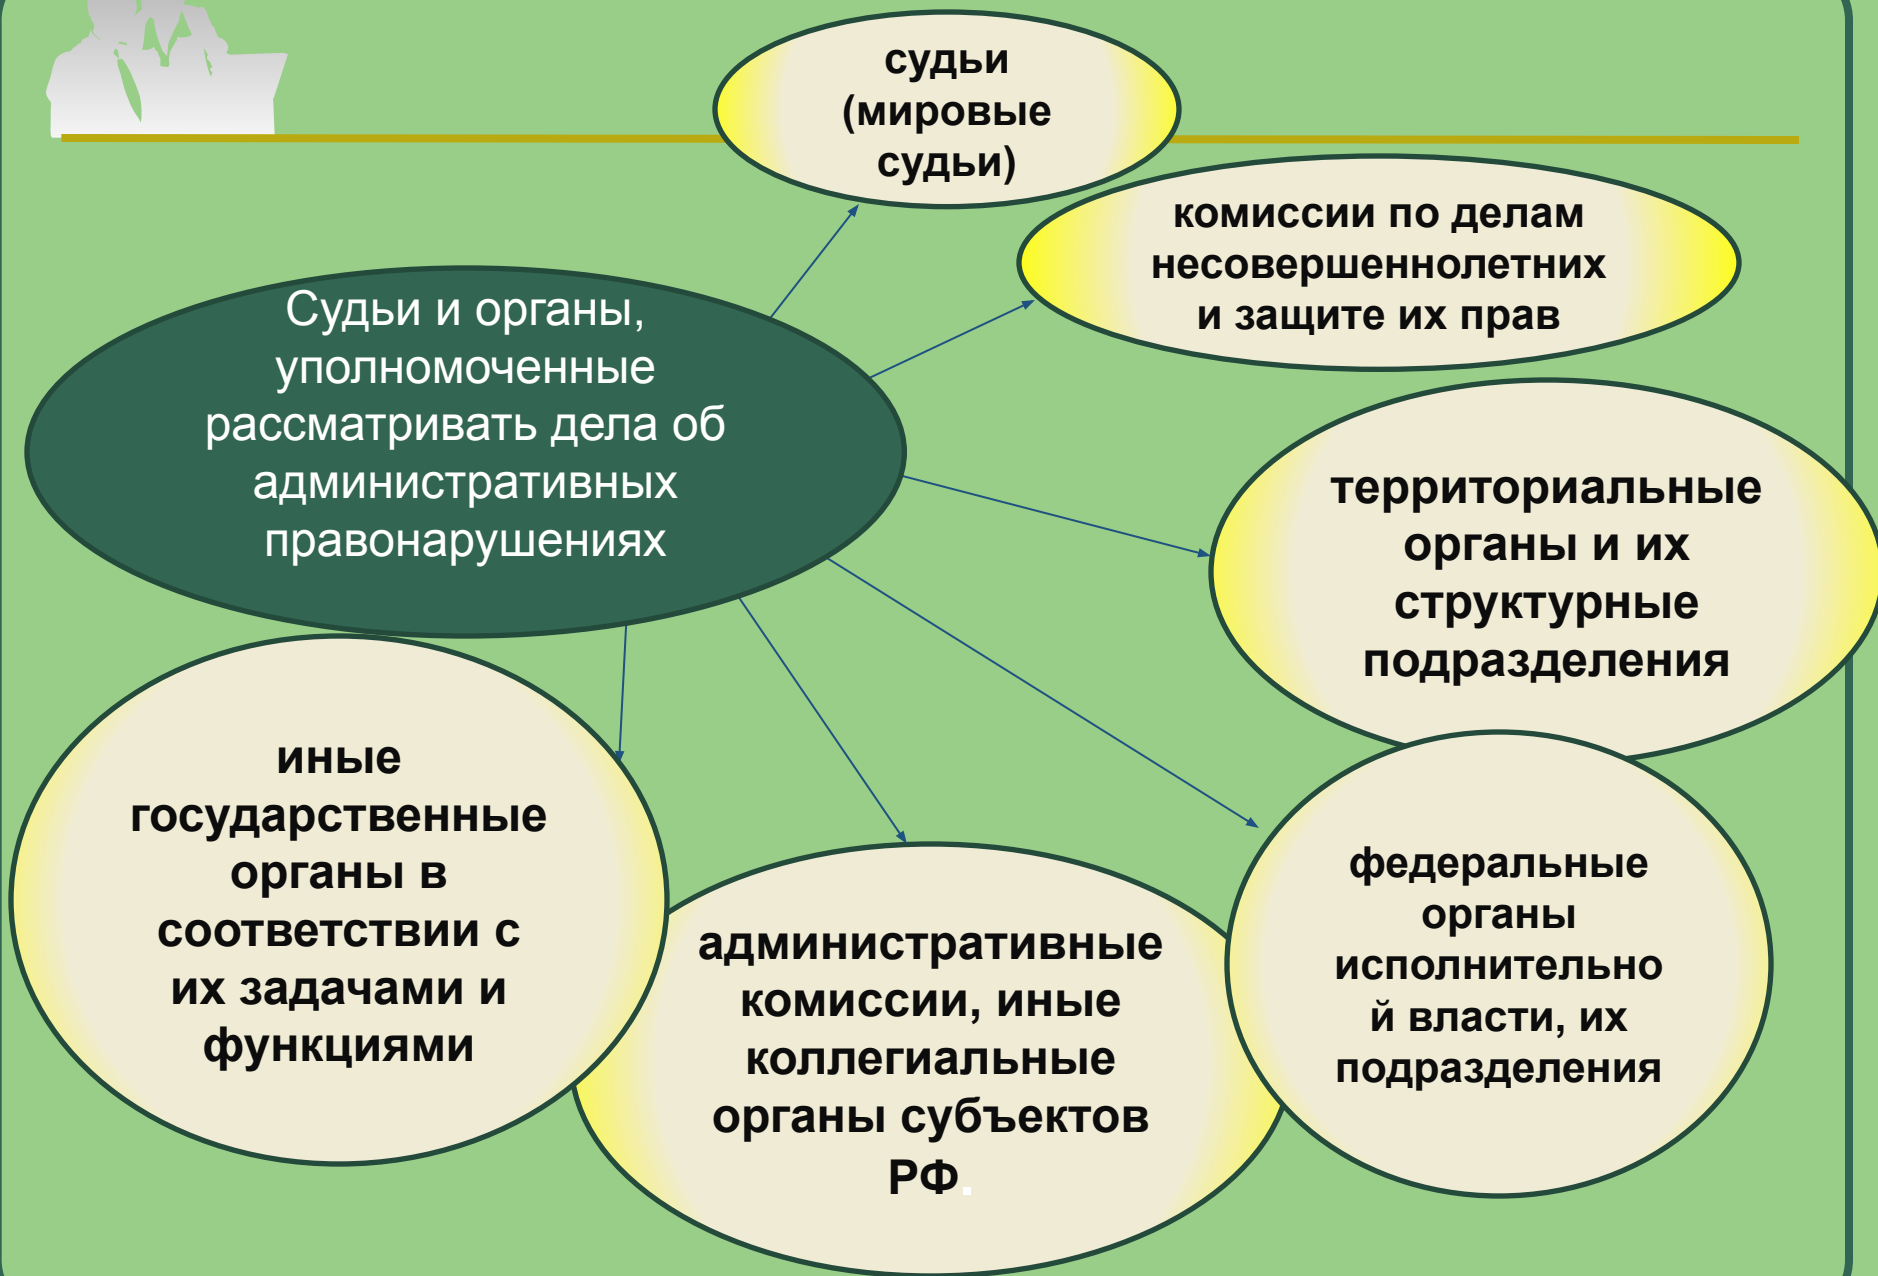 судьи
(мировые
судьи)
комиссии по делам
несовершеннолетних
и защите их прав
Судьи и органы,
уполномоченные
рассматривать дела об
административных
правонарушениях
территориальные
органы и их
структурные
подразделения
иные
государственные
органы в
соответствии с
их задачами и
функциями
административные
комиссии, иные
коллегиальные
органы субъектов
РФ.
федеральные
органы
исполнительно
й власти, их
подразделения